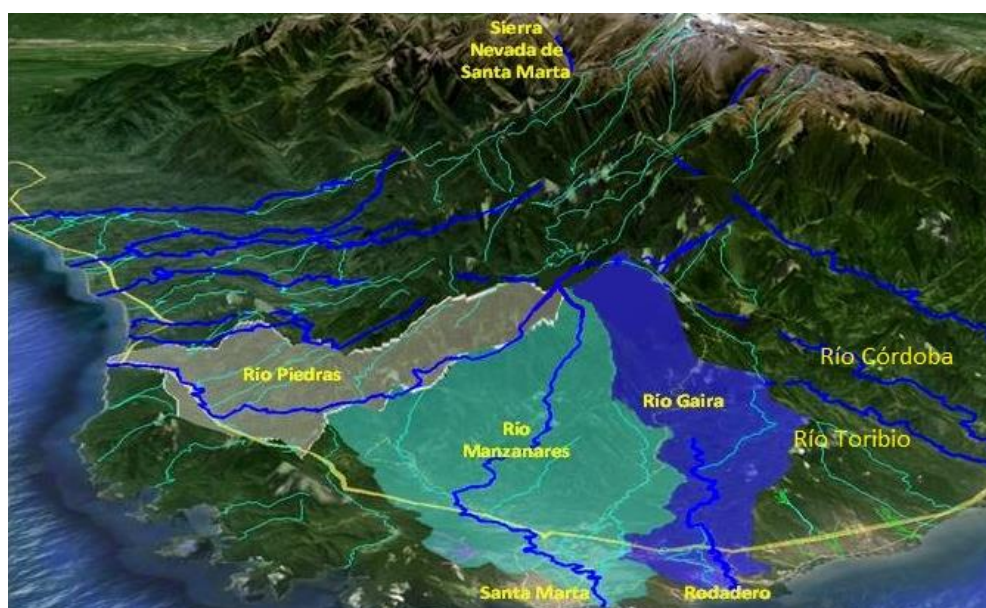 Sierra
Nevada de
Santa Marta
Río Córdoba
Río Piedras
Río Gaira
Río
Manzanares
Río Toribio
Santa Marta
Rodadero